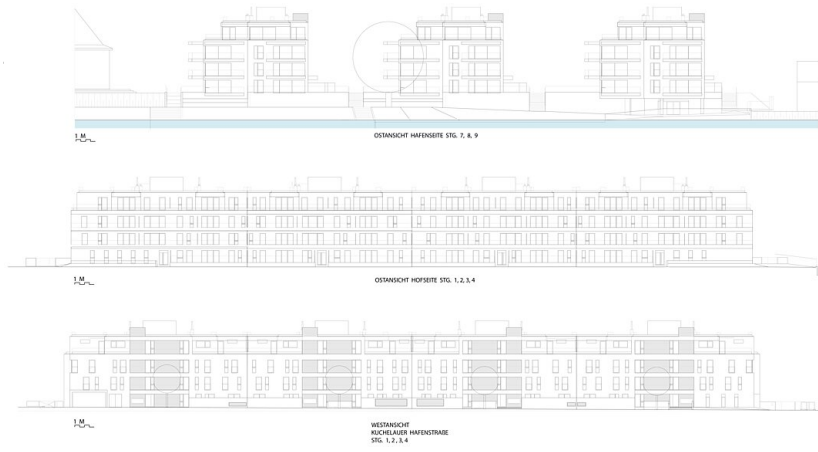 1 M
OSTANSICHT HAFENSEITE STG. 7, 8, 9
1 M
OSTANSICHT HOFSEITE STG. 1, 2, 3, 4
1 M
WESTANSICHT
KUCHELAUER HAFENSTRAßE
STG. 1, 2 , 3, 4